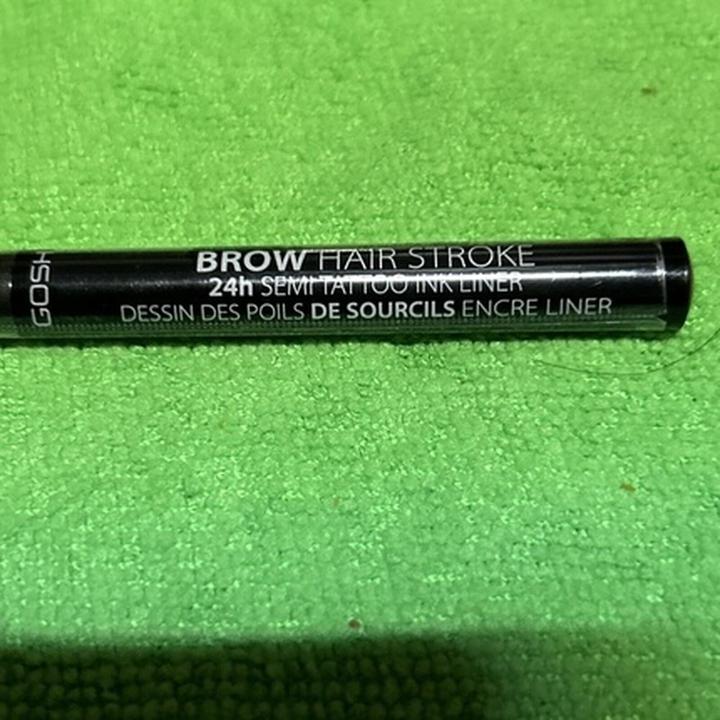 GOSH
BROW HAIR STROKE
24h SEMI TATTOO INK LINER
DESSIN DES POILS DE SOURCILS ENCRE LINER